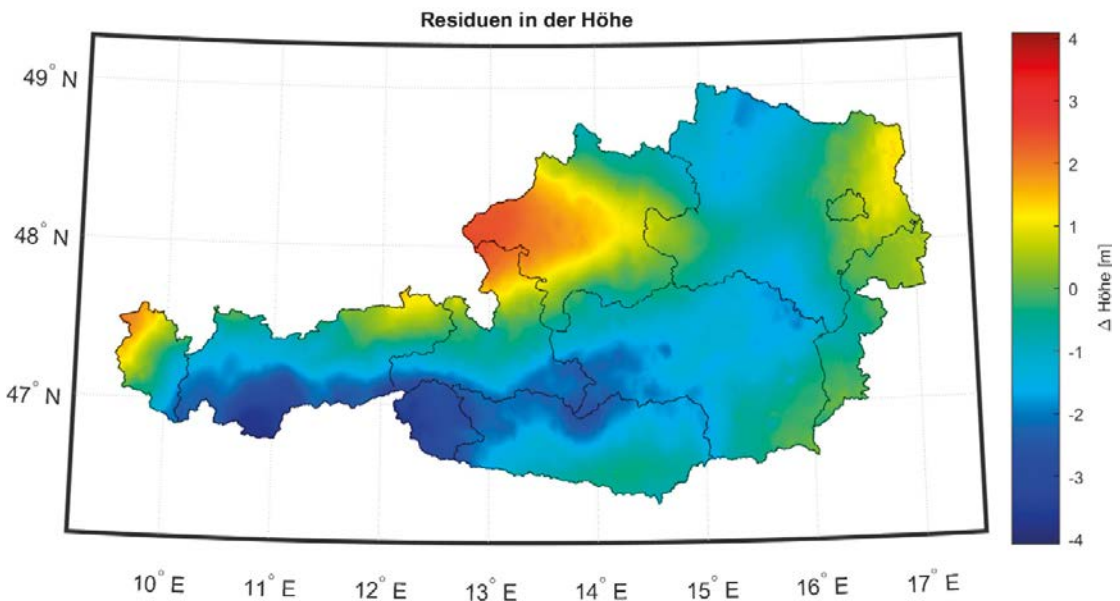 Residuen in der Höhe
49° N
48° N
47° N
10° E
11° E
12° E
13° E
14° E
15° E
16° E
17° E
4
3
2
1
0
-1
-2
-3
-4
Δ Höhe [m]